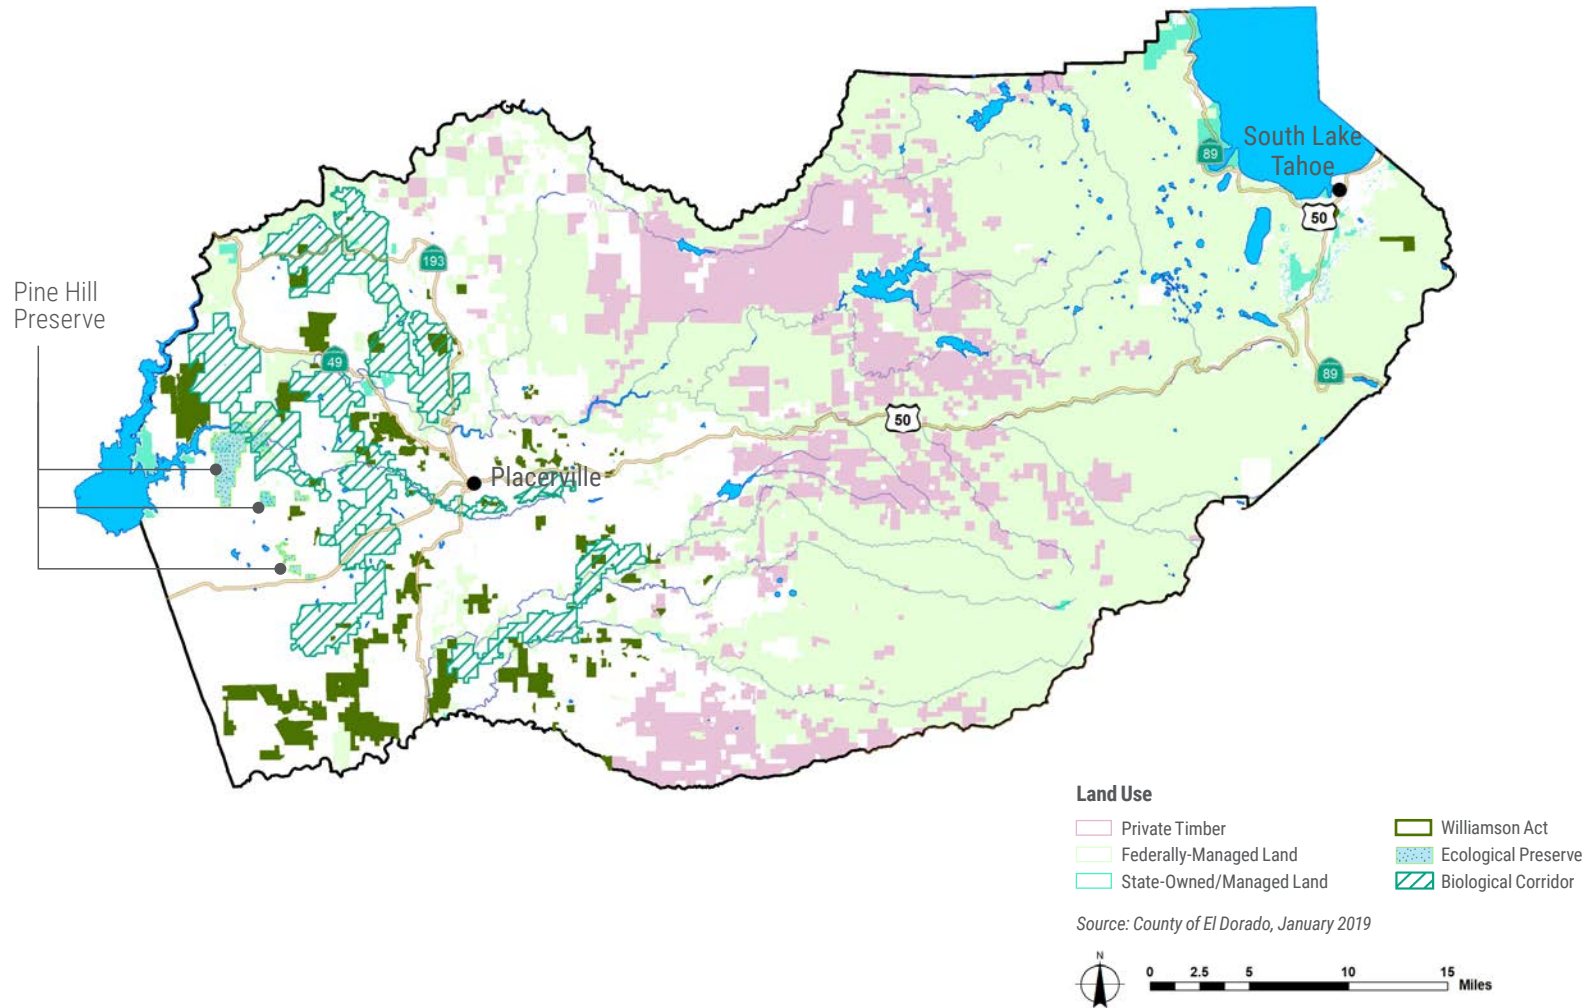 South Lake
Tahoe
89
50
193
Pine Hill
Preserve
49
89
50
Placerville
Land Use
Private Timber
Federally-Managed Land
State-Owned/Managed Land
Williamson Act
Ecological Preserve
Biological Corridor
Source: County of El Dorado, January 2019
N
0 2.5 5 10 15 Miles